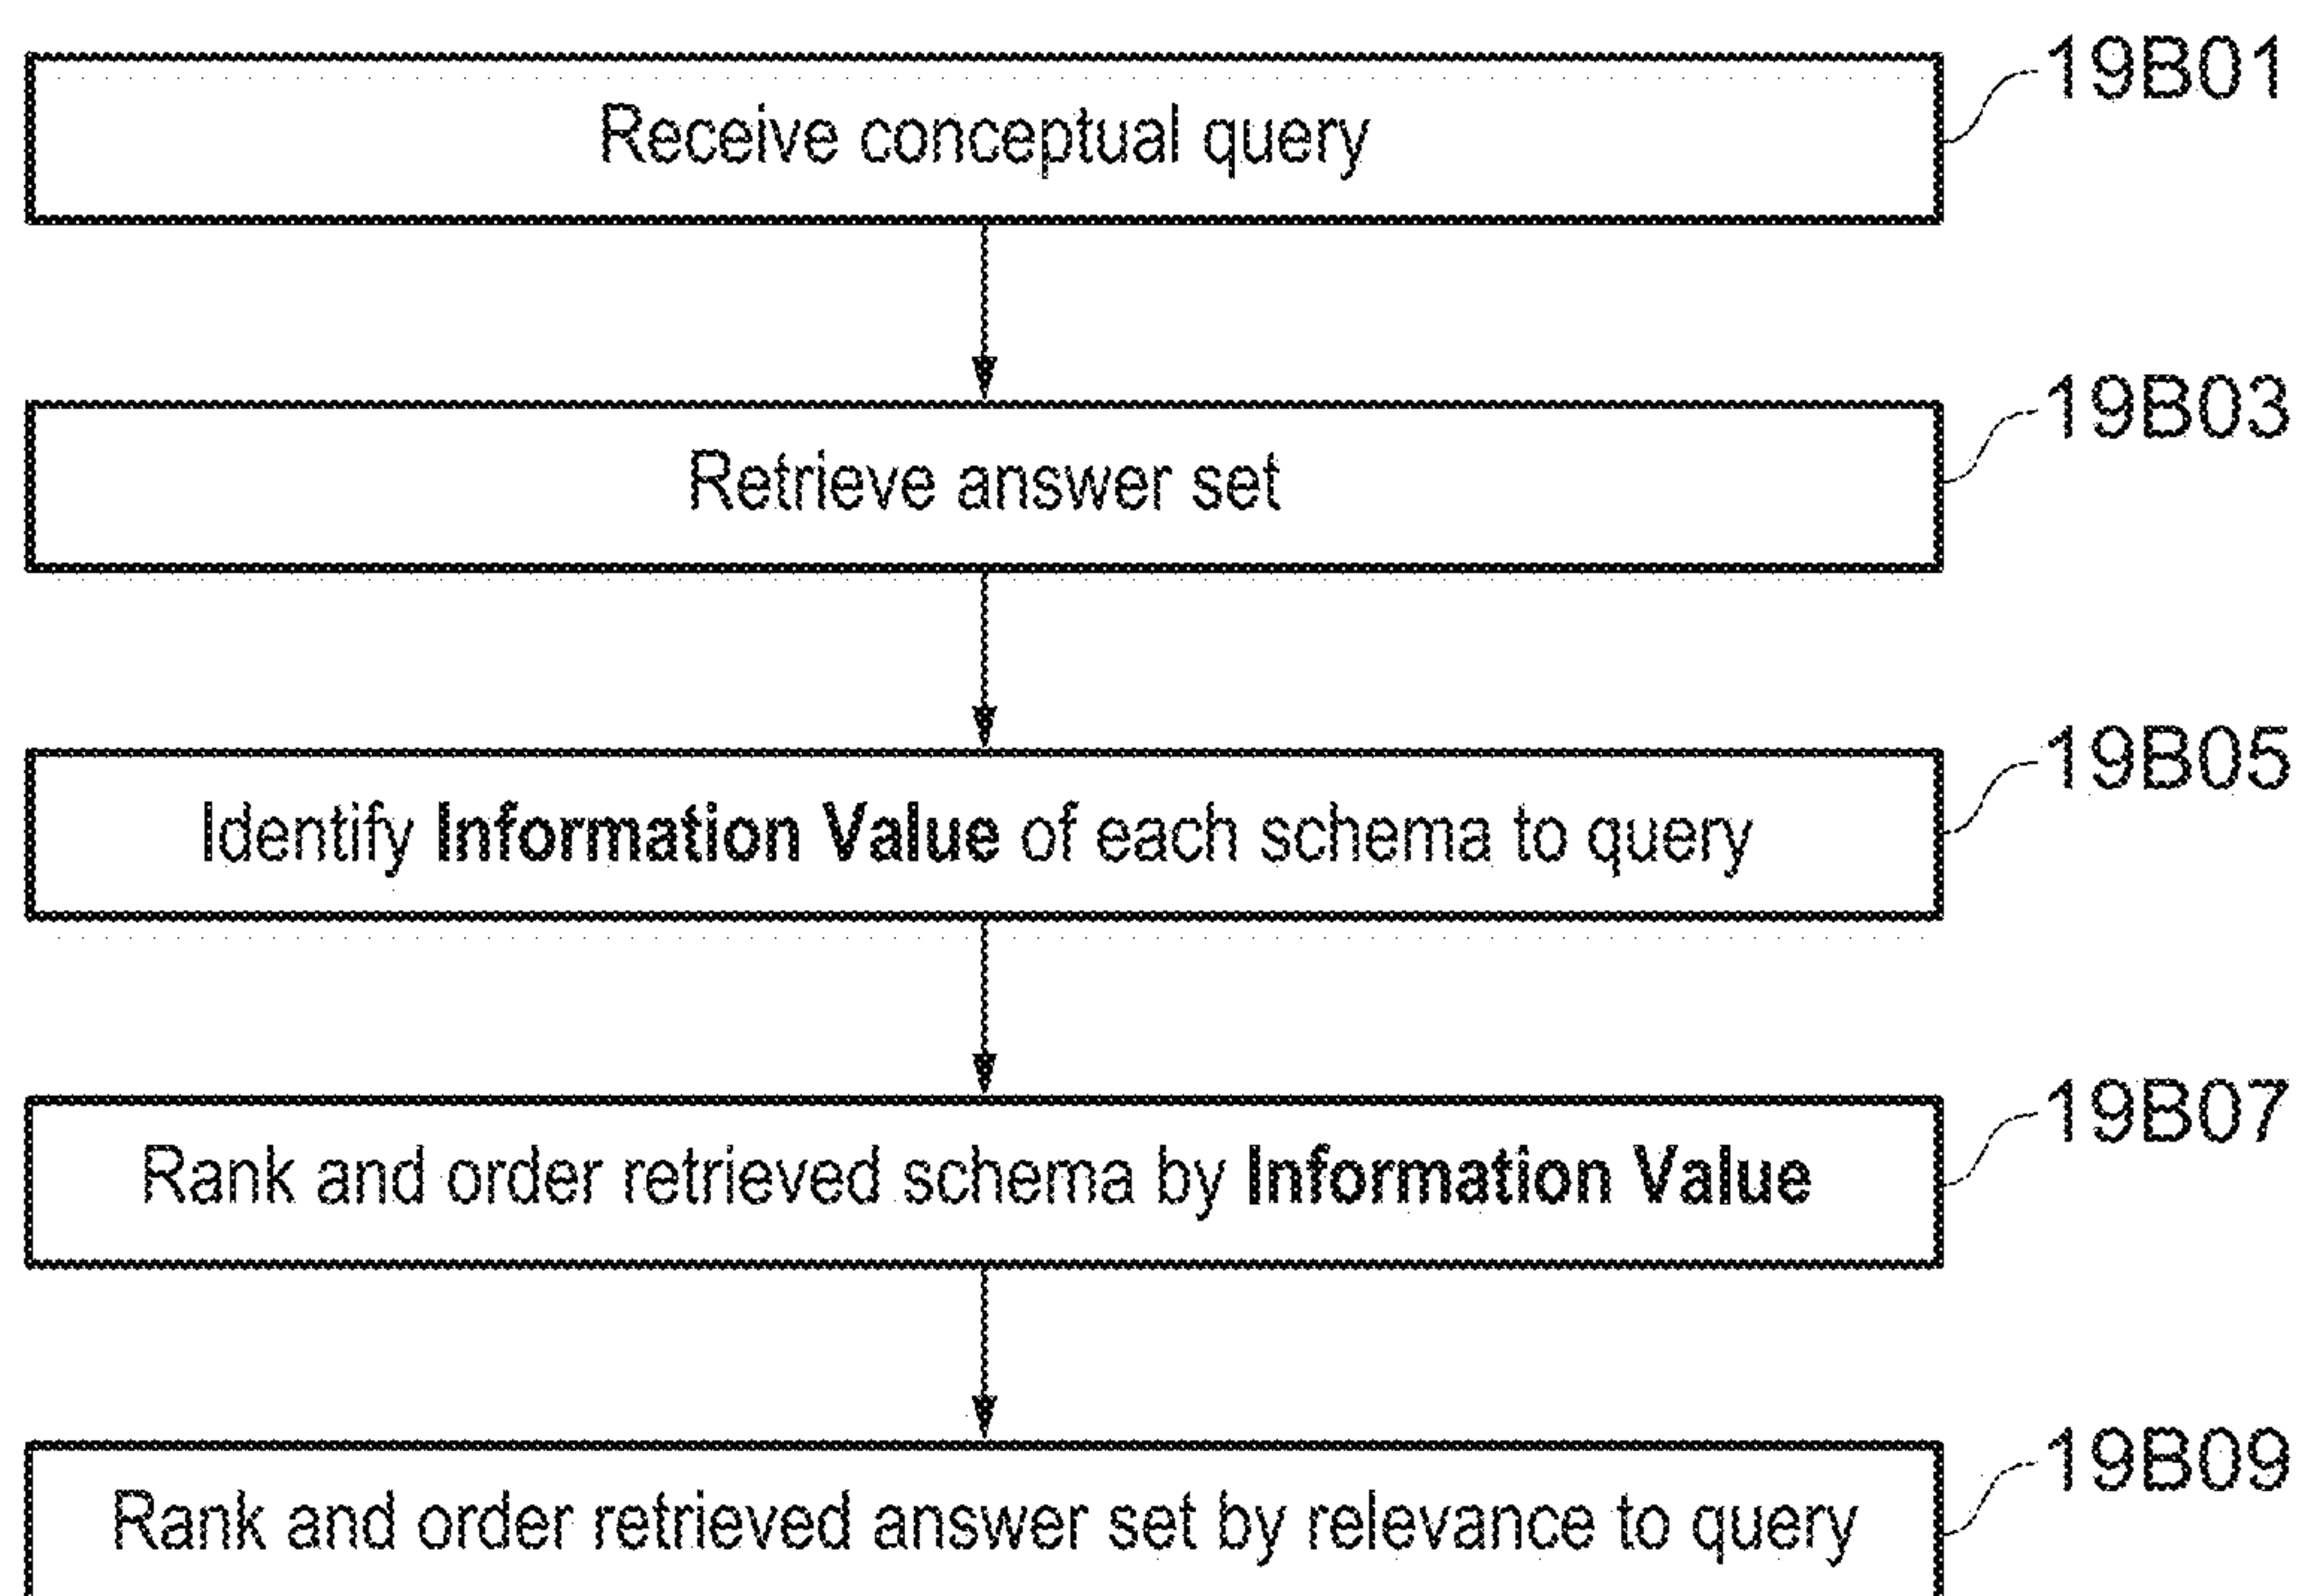 19B01
Receive conceptual query
19B03
Retrieve answer set
19B05
Identify Information Value of each schema to query
19B07
Rank and order retrieved schema by Information Value
19B09
Rank and order retrieved answer set by relevance to query